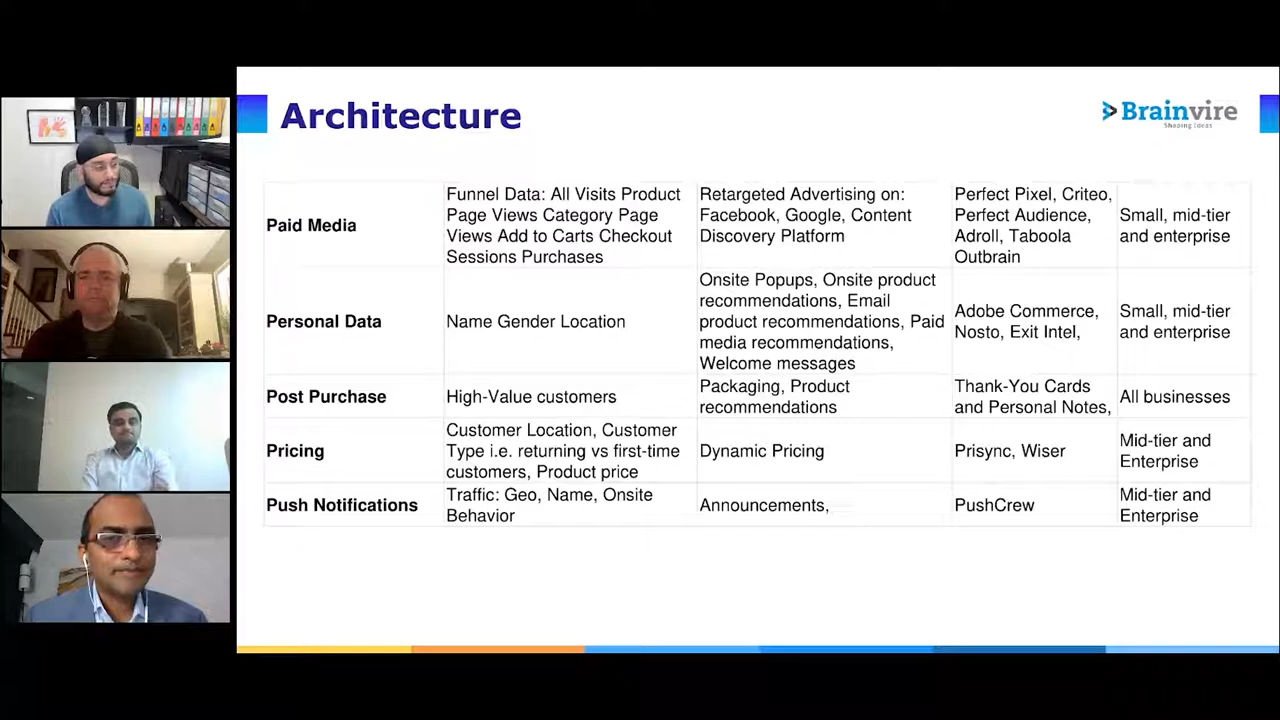 Architecture
Brainvire
Shaping Ideas
Paid Media
Funnel Data: All Visits Product
Page Views Category Page
Views Add to Carts Checkout
Sessions Purchases
Retargeted Advertising on:
Facebook, Google, Content
Discovery Platform
Perfect Pixel, Criteo,
Perfect Audience,
Adroll, Taboola
Outbrain
Small, mid-tier
and enterprise
Personal Data
Name Gender Location
Onsite Popups, Onsite product
recommendations, Email
product recommendations, Paid
media recommendations,
Welcome messages
Adobe Commerce,
Nosto, Exit Intel,
Small, mid-tier
and enterprise
Post Purchase
High-Value customers
Packaging, Product
recommendations
Thank-You Cards
and Personal Notes,
All businesses
Pricing
Customer Location, Customer
Type i.e. returning vs first-time
customers, Product price
Dynamic Pricing
Prisync, Wiser
Mid-tier and
Enterprise
Push Notifications
Traffic: Geo, Name, Onsite
Behavior
Announcements,
PushCrew
Mid-tier and
Enterprise